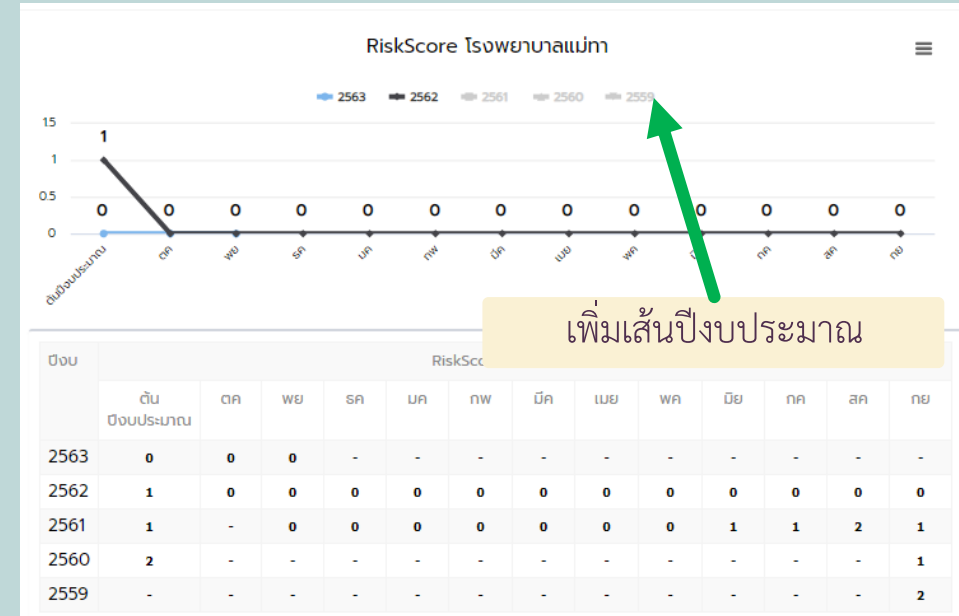 RiskScore โรงพยาบาลแม่ทา
2563 2562 2561 2560 2559
1.5
1
0.5
0
1
0 0 0 0 0 0 0 0 0 0 0 0 0
ต้นปีงบประมาณ ตค พย ธค มค กพ มีค เมย พค กค สค กย
เพิ่มเส้นปีงบประมาณ
ปีงบ
ต้น ปีงบประมาณ ตค พย ธค มค กพ มีค เมย พค มิย กค สค กย
2563 0 0 0 - - - - - - - - - -
2562 1 0 0 0 0 0 0 0 0 0 0 0 0
2561 1 - 0 0 0 0 0 0 0 1 1 2 1
2560 2 - - - - - - - - - - - 1
2559 - - - - - - - - - - - - 2